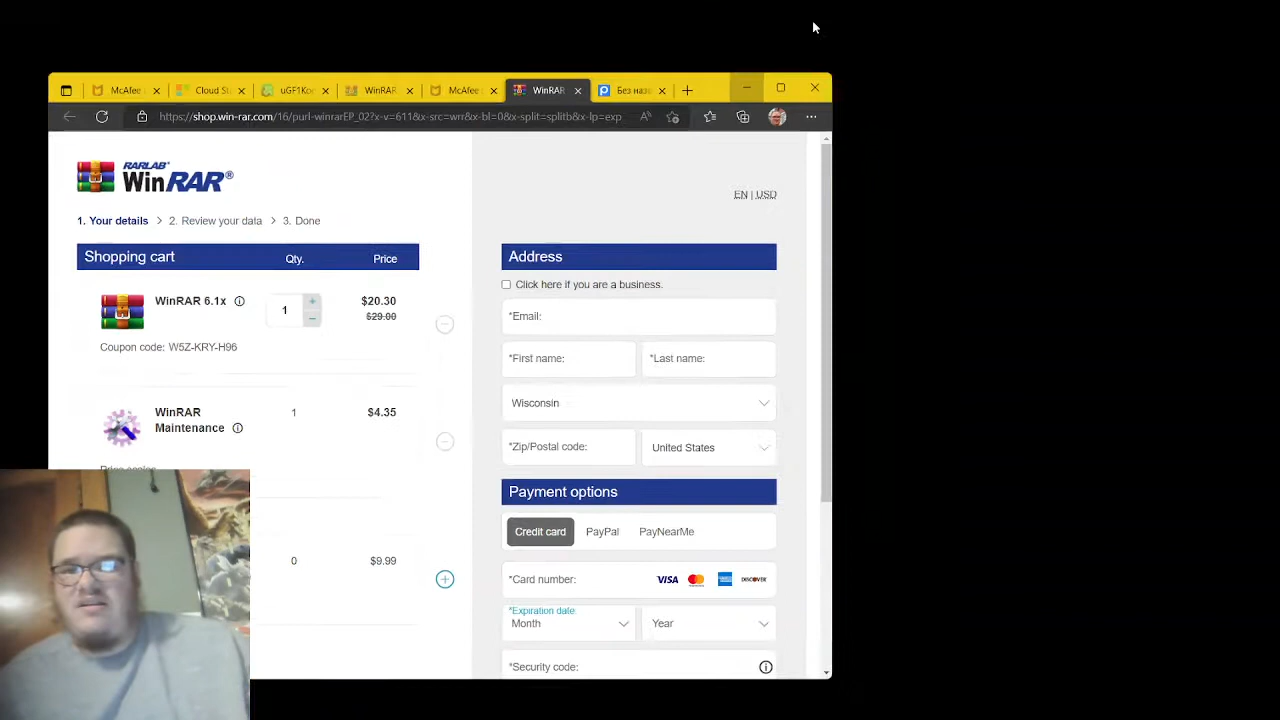 McAfee
Cloud St
uGF1Kor
WinRAR
McAfee
WinRAR
Без назв
https://shop.win-rar.com/16/purl-winrarEP_02?x-v=611&x-src=wrr&x-bl=0&x-split=splitb&x-lp=exp
RARLAB®
WinRAR®
EN | USD
1. Your details > 2. Review your data > 3. Done
Shopping cart Qty. Price
WinRAR 6.1x 1 $20.30
$29.00
Coupon code: W5Z-KRY-H96
WinRAR 1 $4.35
Maintenance
0 $9.99
Address
Click here if you are a business.
*Email:
*First name: *Last name:
Wisconsin
*Zip/Postal code: United States
Payment options
Credit card PayPal PayNearMe
*Card number: VISA DISCOVER
*Expiration date:
Month Year
*Security code: